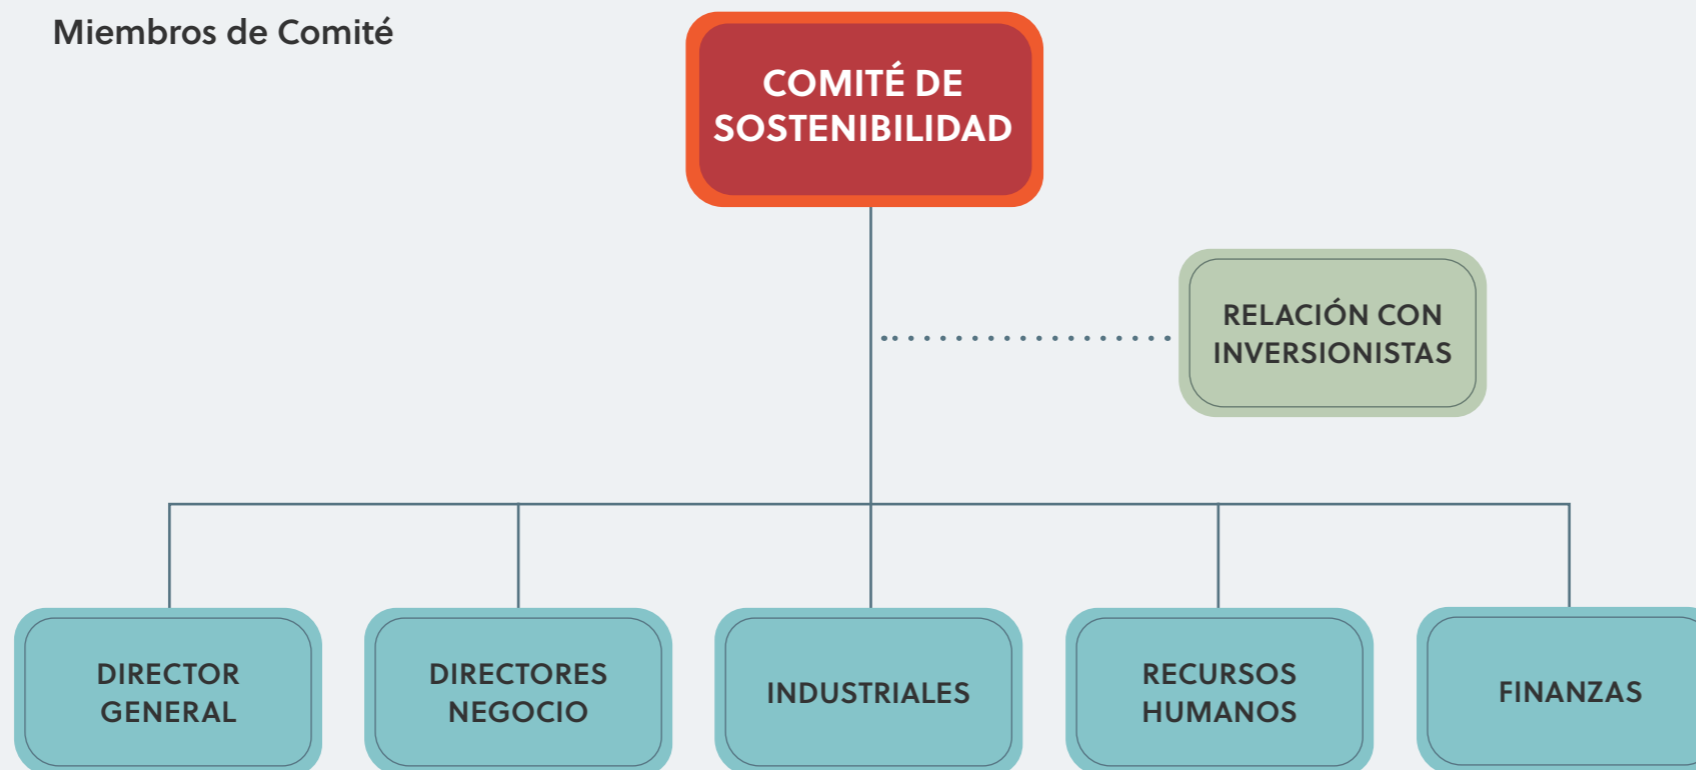 Miembros de Comité
COMITÉ DE
SOSTENIBILIDAD
RELACIÓN CON
INVERSIONISTAS
DIRECTOR
GENERAL
DIRECTORES
NEGOCIO
INDUSTRIALES
RECURSOS
HUMANOS
FINANZAS